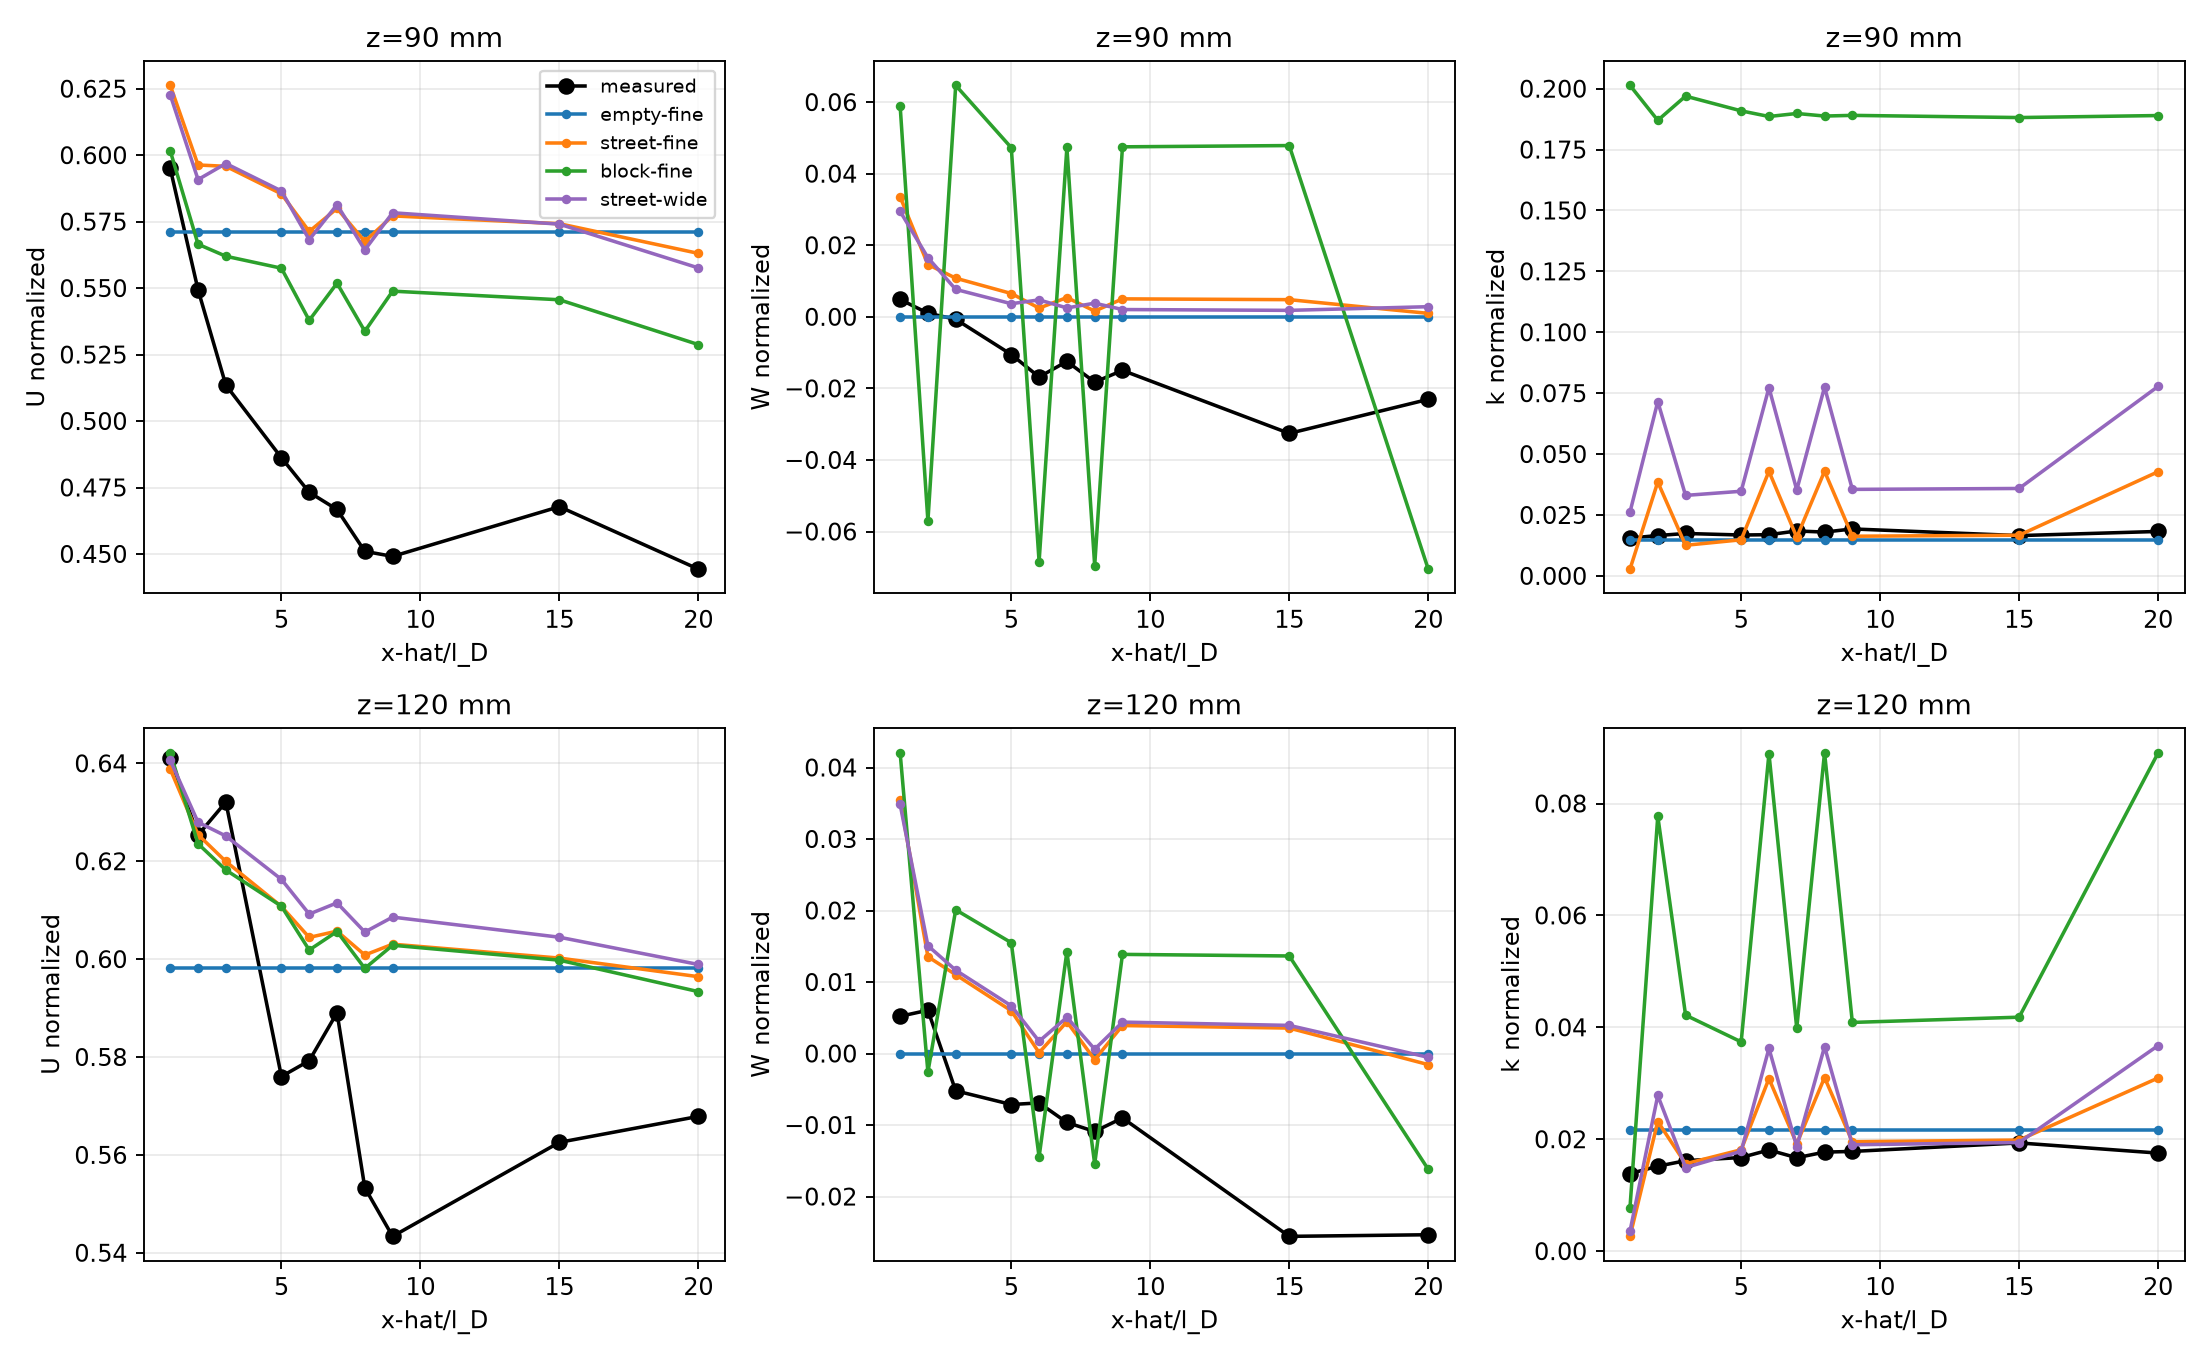 z=90 mm
U normalized
0.625
0.600
0.575
0.550
0.525
0.500
0.475
0.450
5
10
15
20
x-hat/l_D
measured
empty-fine
street-fine
block-fine
street-wide
z=90 mm
W normalized
0.06
0.04
0.02
0.00
−0.02
−0.04
−0.06
5
10
15
20
x-hat/l_D
z=90 mm
k normalized
0.200
0.175
0.150
0.125
0.100
0.075
0.050
0.025
0.000
5
10
15
20
x-hat/l_D
z=120 mm
U normalized
0.64
0.62
0.60
0.58
0.56
0.54
5
10
15
20
x-hat/l_D
z=120 mm
W normalized
0.04
0.03
0.02
0.01
0.00
−0.01
−0.02
5
10
15
20
x-hat/l_D
z=120 mm
k normalized
0.08
0.06
0.04
0.02
0.00
5
10
15
20
x-hat/l_D